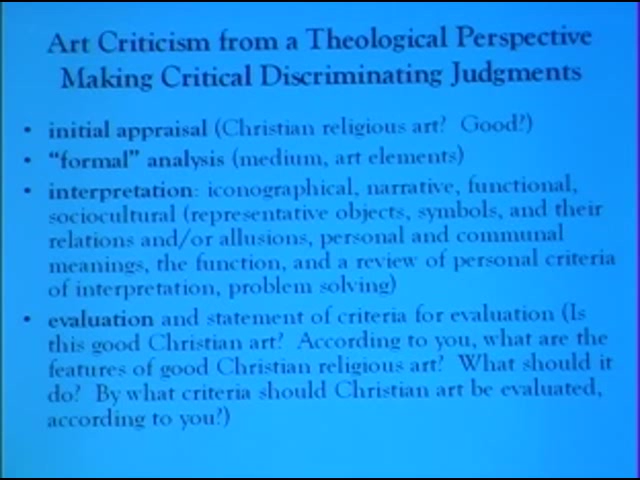 Art Criticism from a Theological Perspective
Making Critical Discriminating Judgments
• initial appraisal (Christian religious art? Good?)
• “formal” analysis (medium, art elements)
• interpretation: iconographical, narrative, functional,
sociocultural (representative objects, symbols, and their
relations and/or allusions, personal and communal
meanings, the function, and a review of personal criteria
of interpretation, problem solving)
• evaluation and statement of criteria for evaluation (Is
this good Christian art? According to you, what are the
features of good Christian religious art? What should it
do? By what criteria should Christian art be evaluated,
according to you?)